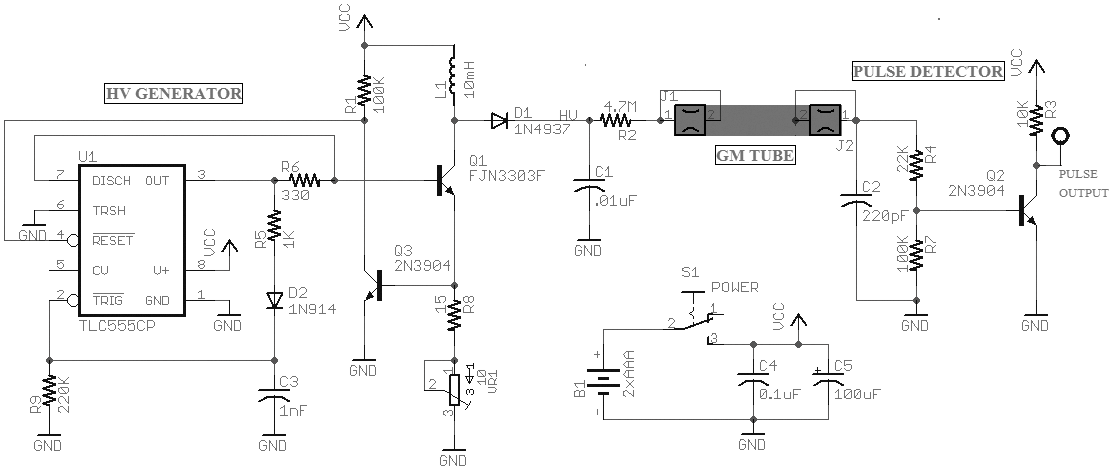 HV GENERATOR
VCC
R1
100K
L1
10mH
D1
1N4937
HV
4.7M
R2
J1
1
2
GM TUBE
2
1
J2
PULSE DETECTOR
VCC
10K
R3
PULSE
OUTPUT
U1
7
DISCH
OUT
3
6
TRSH
GND
4
RESET
5
CV
V+
8
VCC
2
TRIG
GND
1
GND
TLC555CP
R6
330
R5
1K
D2
1N914
Q1
FJN3303F
Q3
2N3904
C1
.01uF
GND
C2
220pF
22K
R4
100K
R7
GND
Q2
2N3904
GND
GND
15
R8
1
2
3
3
1
10
VR1
GND
R9
220K
GND
C3
1nF
GND
S1
POWER
2
1
3
VCC
B1
+
-
2xAAA
C4
0.1uF
+
C5
100uF
GND